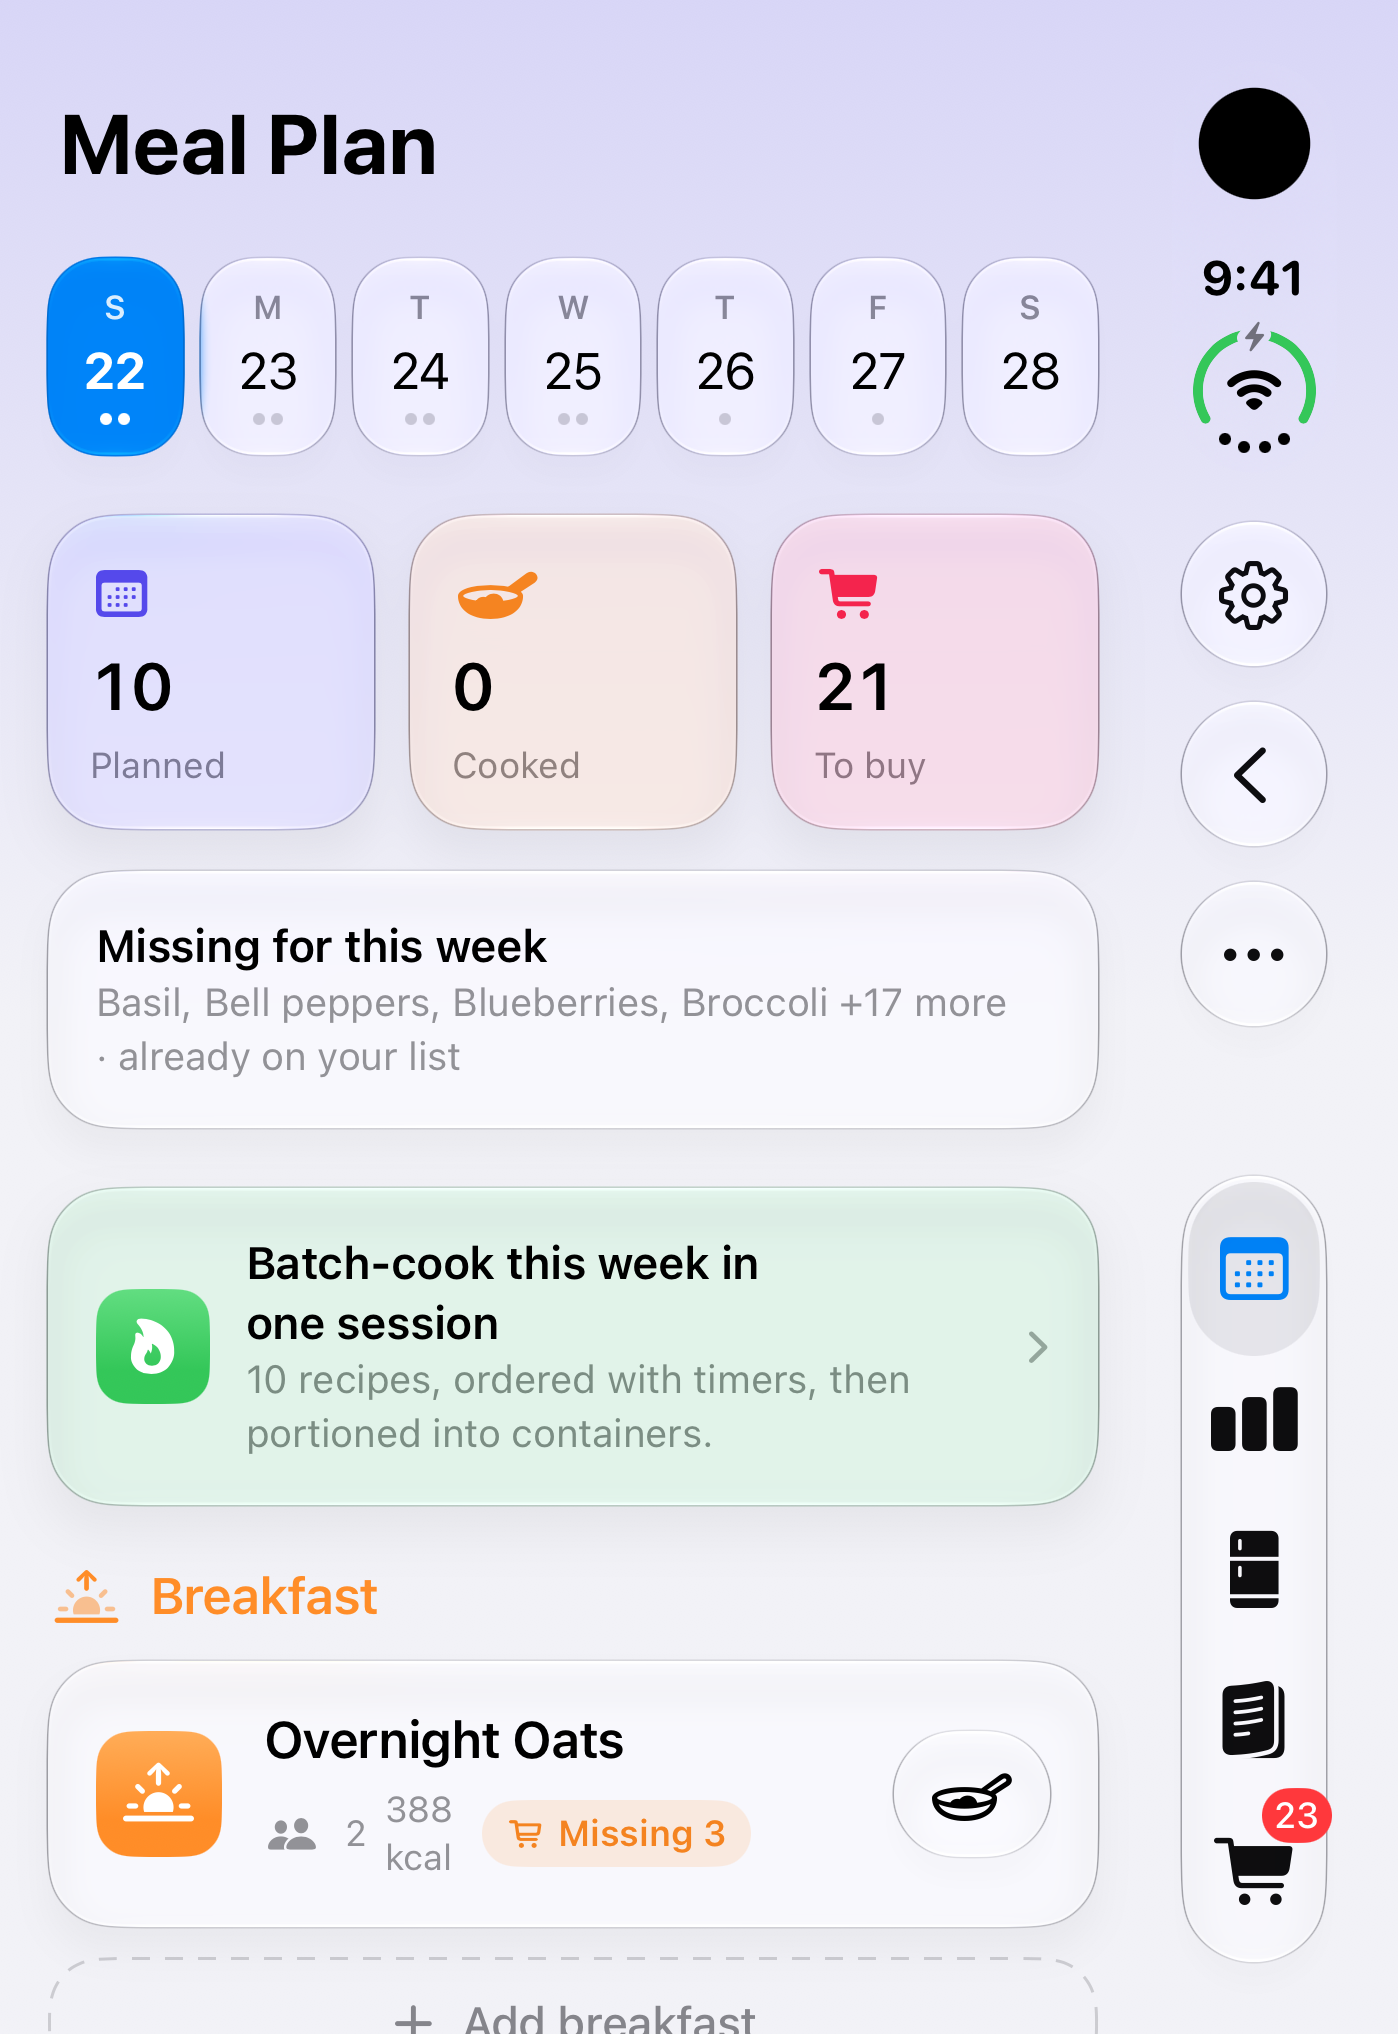 Meal Plan
9:41
S M T W T F S
22 23 24 25 26 27 28
10
Planned
0
Cooked
21
To buy
Missing for this week
Basil, Bell peppers, Blueberries, Broccoli +17 more
· already on your list
Batch-cook this week in
one session
10 recipes, ordered with timers, then
portioned into containers.
Breakfast
Overnight Oats
2
388
kcal
Missing 3
23
Add breakfast